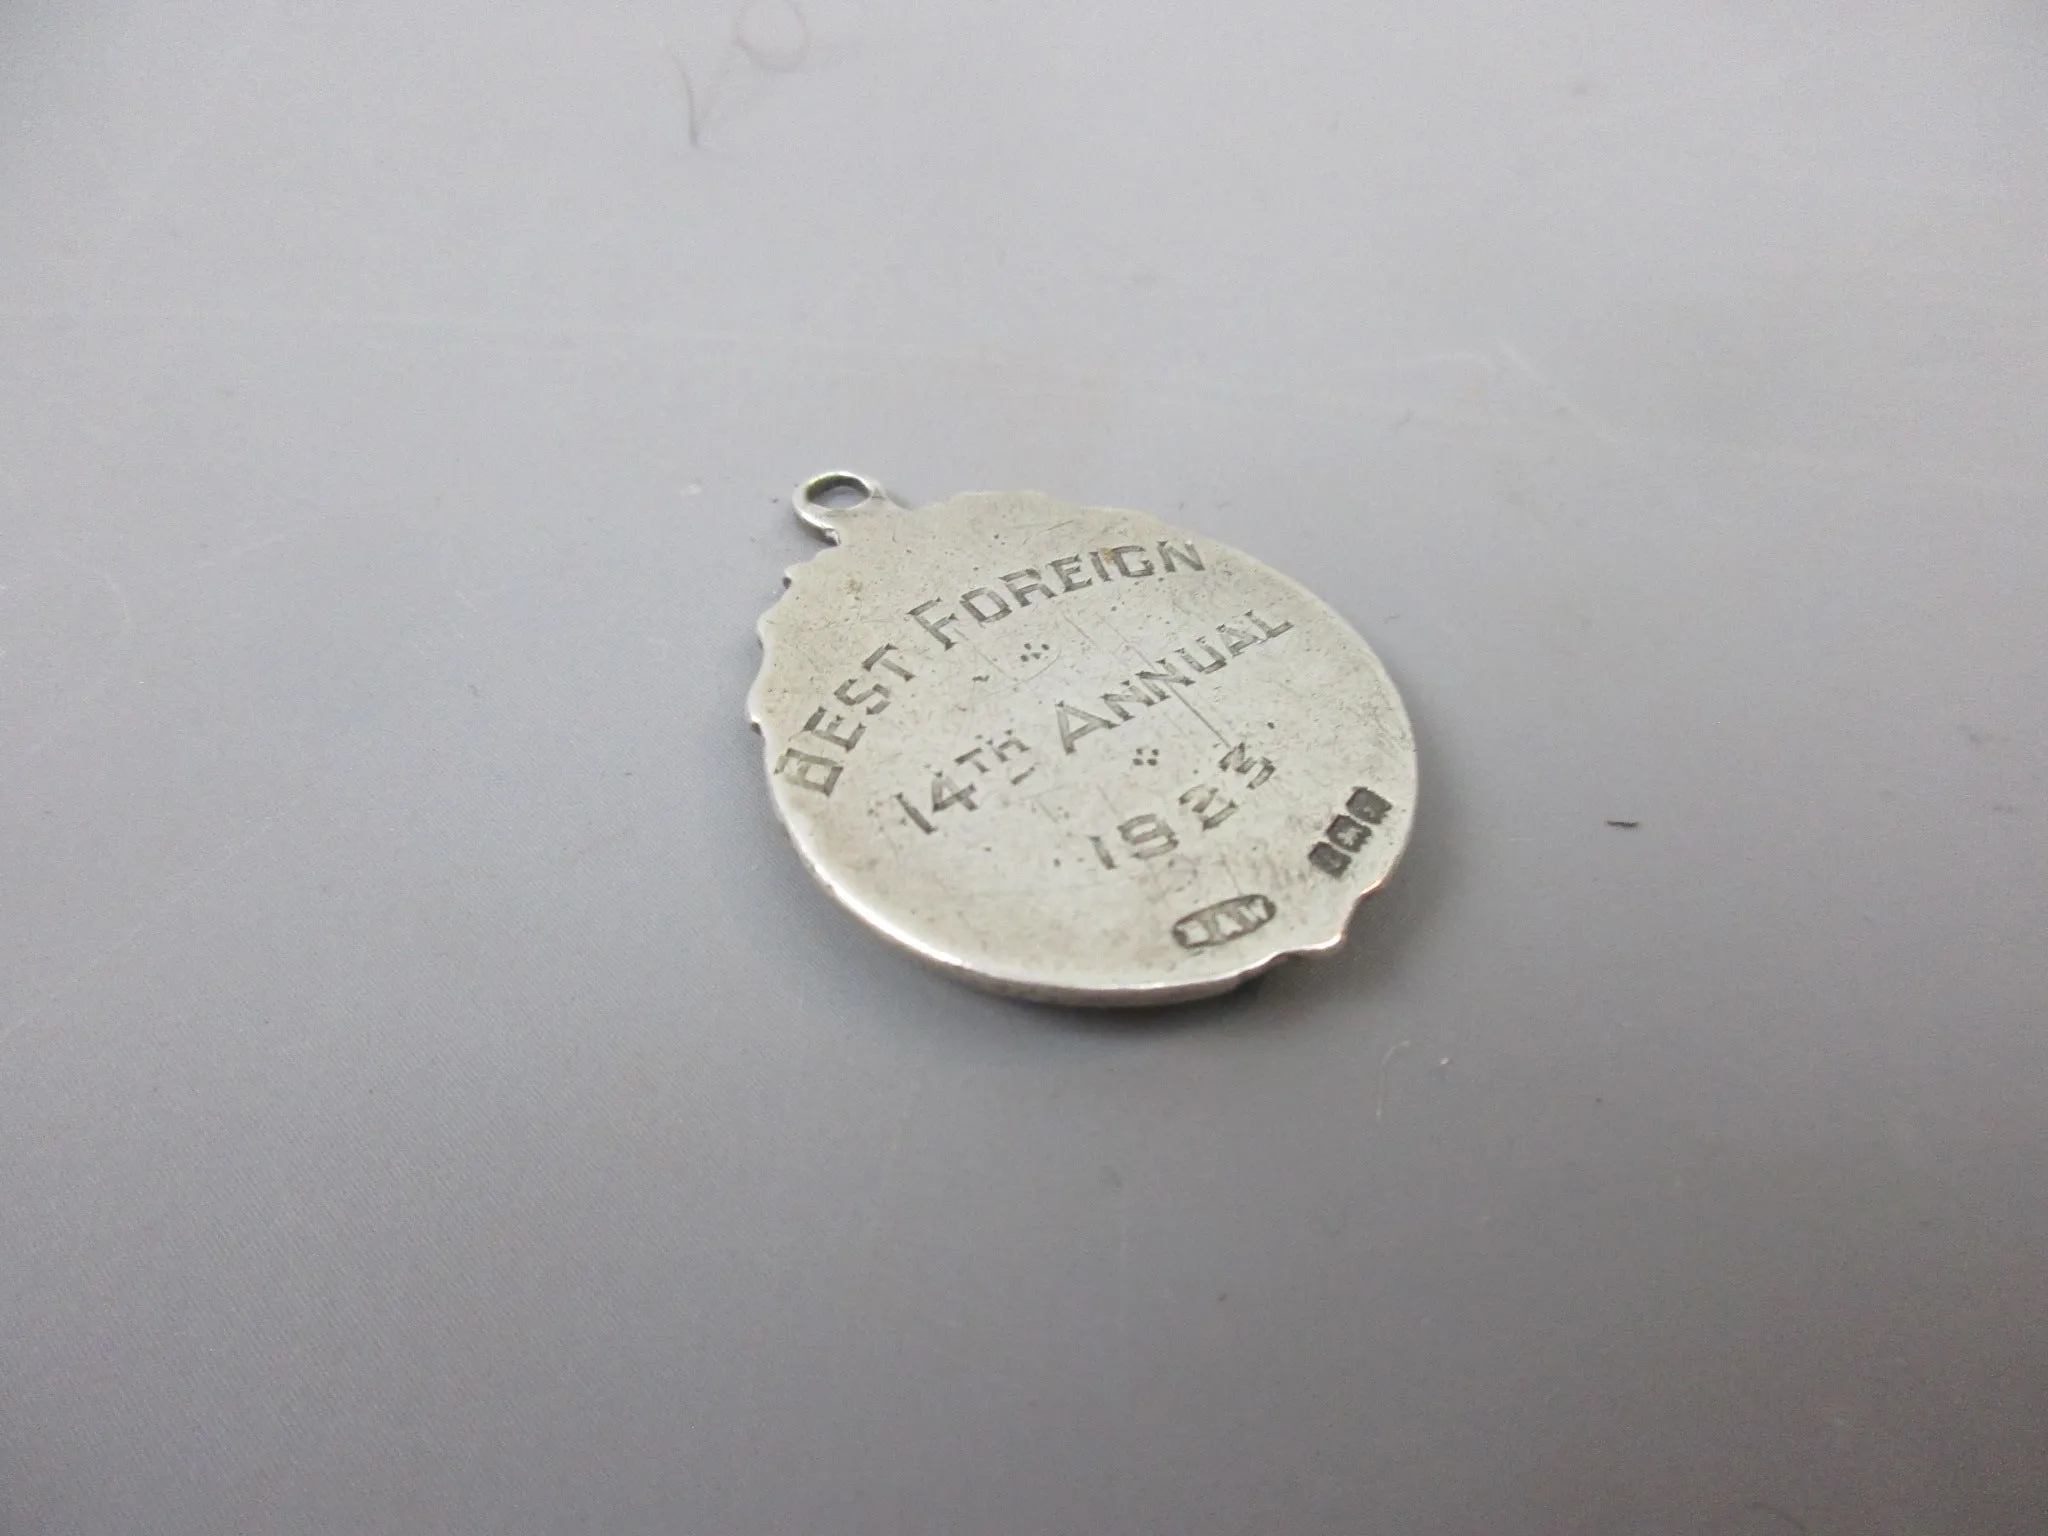 BEST FOREIGN
14TH ANNUAL
1923